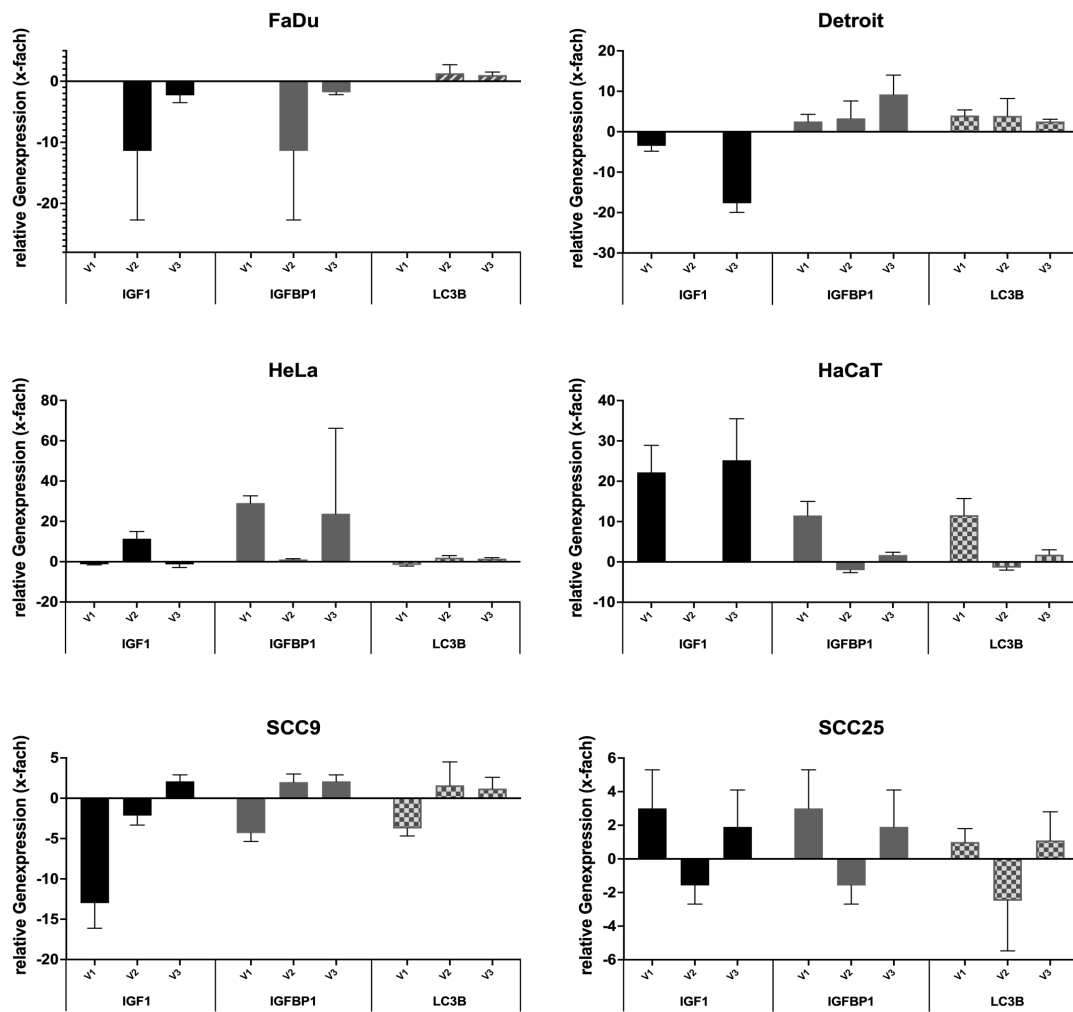 FaDu
relative Genexpression (x-fach)
10
0
-10
-20
V1 V2 V3 V1 V2 V3 V1 V2 V3
IGF1 IGFBP1 LC3B
Detroit
relative Genexpression (x-fach)
20
10
0
-10
-20
-30
V1 V2 V3 V1 V2 V3 V1 V2 V3
IGF1 IGFBP1 LC3B
HeLa
relative Genexpression (x-fach)
80
60
40
20
0
-20
V1 V2 V3 V1 V2 V3 V1 V2 V3
IGF1 IGFBP1 LC3B
HaCaT
relative Genexpression (x-fach)
40
30
20
10
0
-10
V1 V2 V3 V1 V2 V3 V1 V2 V3
IGF1 IGFBP1 LC3B
SCC9
relative Genexpression (x-fach)
5
0
-5
-10
-15
-20
V1 V2 V3 V1 V2 V3 V1 V2 V3
IGF1 IGFBP1 LC3B
SCC25
relative Genexpression (x-fach)
6
4
2
0
-2
-4
-6
V1 V2 V3 V1 V2 V3 V1 V2 V3
IGF1 IGFBP1 LC3B